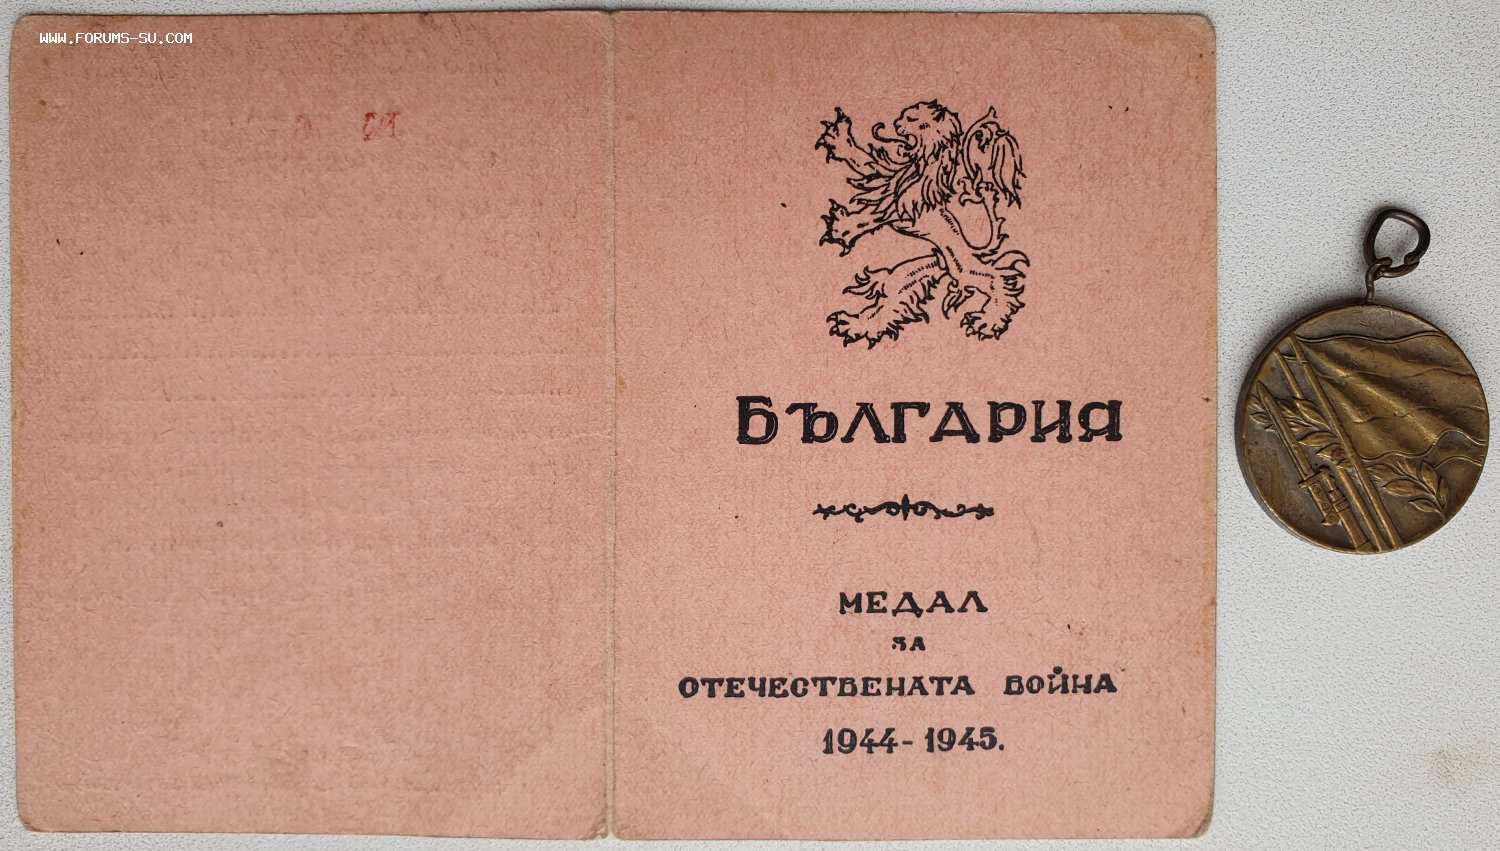 WWW.FORUMS-SU.COM
БЪЛГАРИЯ
МЕДАЛ
ЗА
ОТЕЧЕСТВЕНАТА ВОЙНА
1944-1945.